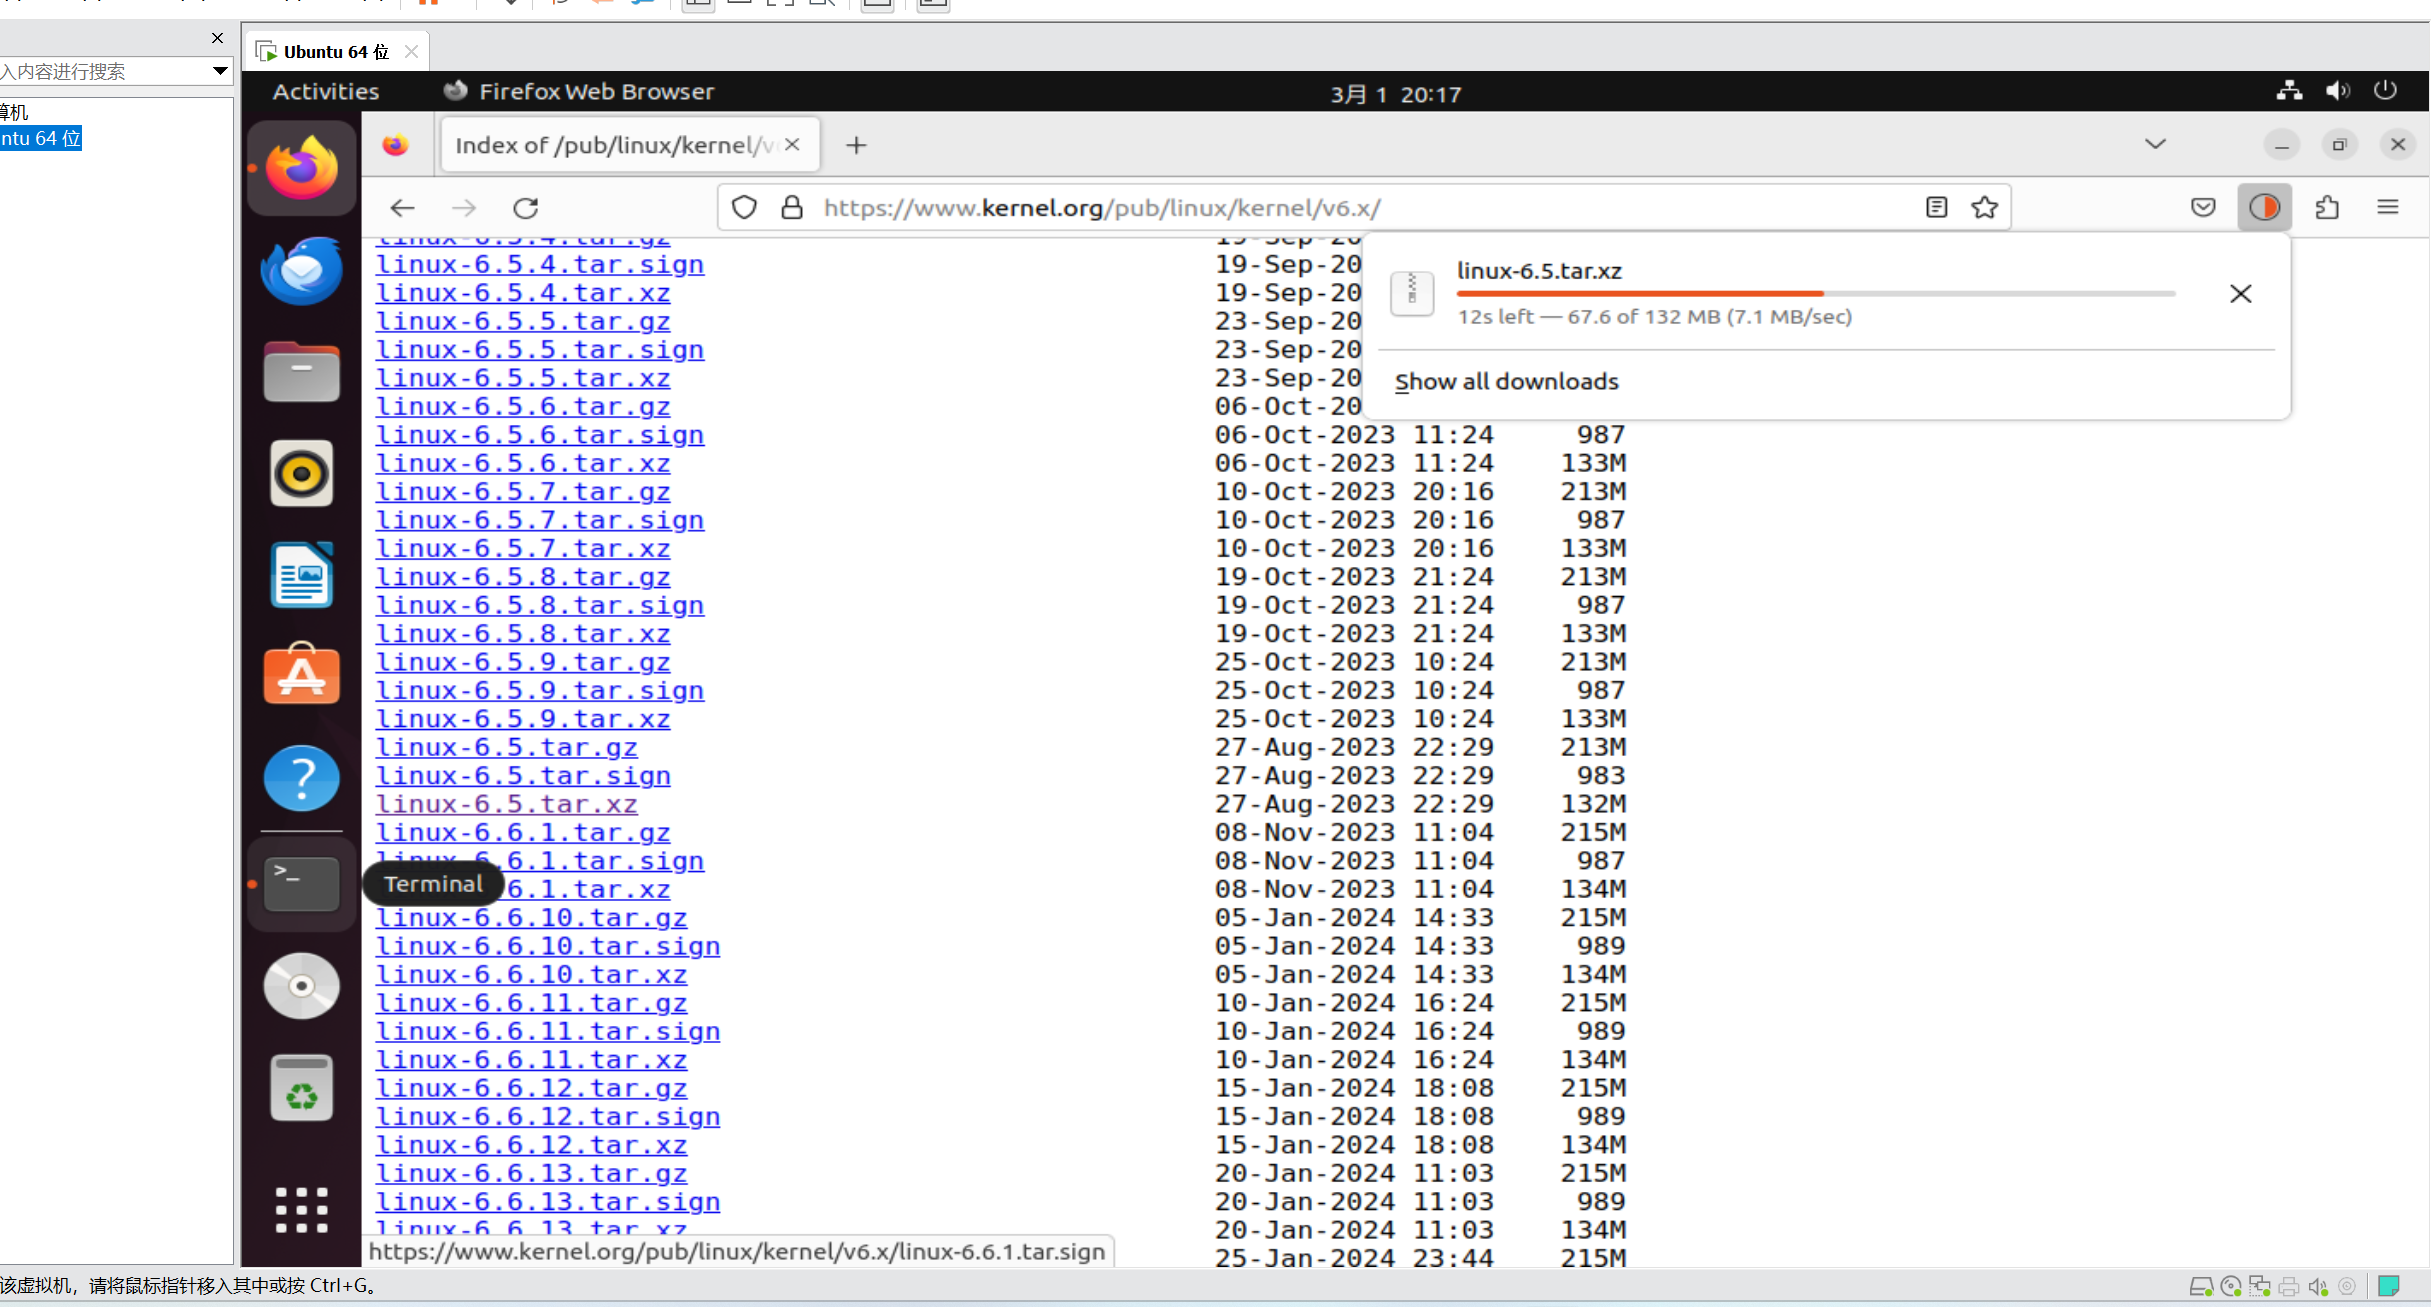 Ubuntu 64 位
入内容进行搜索
算机
ntu 64 位
Activities
Firefox Web Browser
3月 1 20:17
Index of /pub/linux/kernel/v
https://www.kernel.org/pub/linux/kernel/v6.x/
linux-6.5.tar.xz
12s left — 67.6 of 132 MB (7.1 MB/sec)
Show all downloads
linux-6.5.4.tar.gz 19-Sep-20
linux-6.5.4.tar.sign 19-Sep-20
linux-6.5.4.tar.xz 19-Sep-20
linux-6.5.5.tar.gz 23-Sep-20
linux-6.5.5.tar.sign 23-Sep-20
linux-6.5.5.tar.xz 23-Sep-20
linux-6.5.6.tar.gz 06-Oct-20
linux-6.5.6.tar.sign 06-Oct-2023 11:24 987
linux-6.5.6.tar.xz 06-Oct-2023 11:24 133M
linux-6.5.7.tar.gz 10-Oct-2023 20:16 213M
linux-6.5.7.tar.sign 10-Oct-2023 20:16 987
linux-6.5.7.tar.xz 10-Oct-2023 20:16 133M
linux-6.5.8.tar.gz 19-Oct-2023 21:24 213M
linux-6.5.8.tar.sign 19-Oct-2023 21:24 987
linux-6.5.8.tar.xz 19-Oct-2023 21:24 133M
linux-6.5.9.tar.gz 25-Oct-2023 10:24 213M
linux-6.5.9.tar.sign 25-Oct-2023 10:24 987
linux-6.5.9.tar.xz 25-Oct-2023 10:24 133M
linux-6.5.tar.gz 27-Aug-2023 22:29 213M
linux-6.5.tar.sign 27-Aug-2023 22:29 983
linux-6.5.tar.xz 27-Aug-2023 22:29 132M
linux-6.6.1.tar.gz 08-Nov-2023 11:04 215M
linux-6.6.1.tar.sign 08-Nov-2023 11:04 987
Terminal
6.1.tar.xz 08-Nov-2023 11:04 134M
linux-6.6.10.tar.gz 05-Jan-2024 14:33 215M
linux-6.6.10.tar.sign 05-Jan-2024 14:33 989
linux-6.6.10.tar.xz 05-Jan-2024 14:33 134M
linux-6.6.11.tar.gz 10-Jan-2024 16:24 215M
linux-6.6.11.tar.sign 10-Jan-2024 16:24 989
linux-6.6.11.tar.xz 10-Jan-2024 16:24 134M
linux-6.6.12.tar.gz 15-Jan-2024 18:08 215M
linux-6.6.12.tar.sign 15-Jan-2024 18:08 989
linux-6.6.12.tar.xz 15-Jan-2024 18:08 134M
linux-6.6.13.tar.gz 20-Jan-2024 11:03 215M
linux-6.6.13.tar.sign 20-Jan-2024 11:03 989
linux-6.6.13.tar.xz 20-Jan-2024 11:03 134M
25-Jan-2024 23:44 215M
https://www.kernel.org/pub/linux/kernel/v6.x/linux-6.6.1.tar.sign
该虚拟机，请将鼠标指针移入其中或按 Ctrl+G。